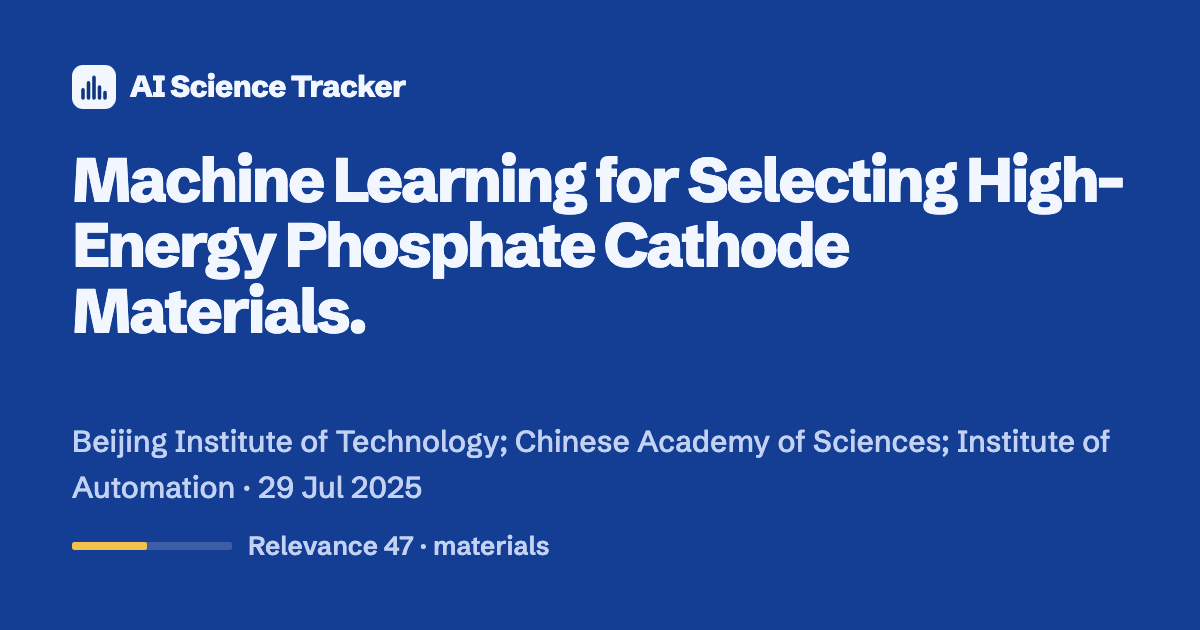 AI Science Tracker
Machine Learning for Selecting High-
Energy Phosphate Cathode
Materials.
Beijing Institute of Technology; Chinese Academy of Sciences; Institute of
Automation · 29 Jul 2025
Relevance 47 · materials